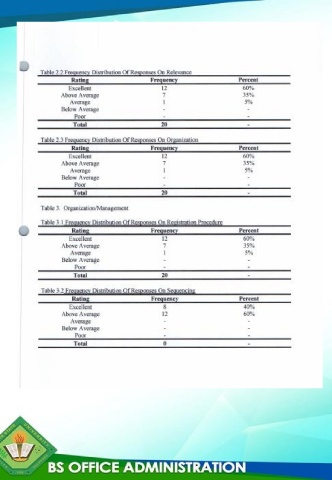 Table 2.2 Frequency Distribution Of Responses On Relevance
Rating Frequency Percent
Excellent 12 60%
Above Average 7 35%
Average 1 5%
Below Average - -
Poor - -
Total 20 -
Table 2.3 Frequency Distribution Of Responses On Organization
Rating Frequency Percent
Excellent 12 60%
Above Average 7 35%
Average 1 5%
Below Average - -
Poor - -
Total 20 -
Table 3. Organization/Management
Table 3.1 Frequency Distribution Of Responses On Registration Procedure
Rating Frequency Percent
Excellent 12 60%
Above Average 7 35%
Average 1 5%
Below Average - -
Poor - -
Total 20 -
Table 3.2 Frequency Distribution Of Responses On Sequencing
Rating Frequency Percent
Excellent 8 40%
Above Average 12 60%
Average - -
Below Average - -
Poor - -
Total 0 -
BS OFFICE ADMINISTRATION